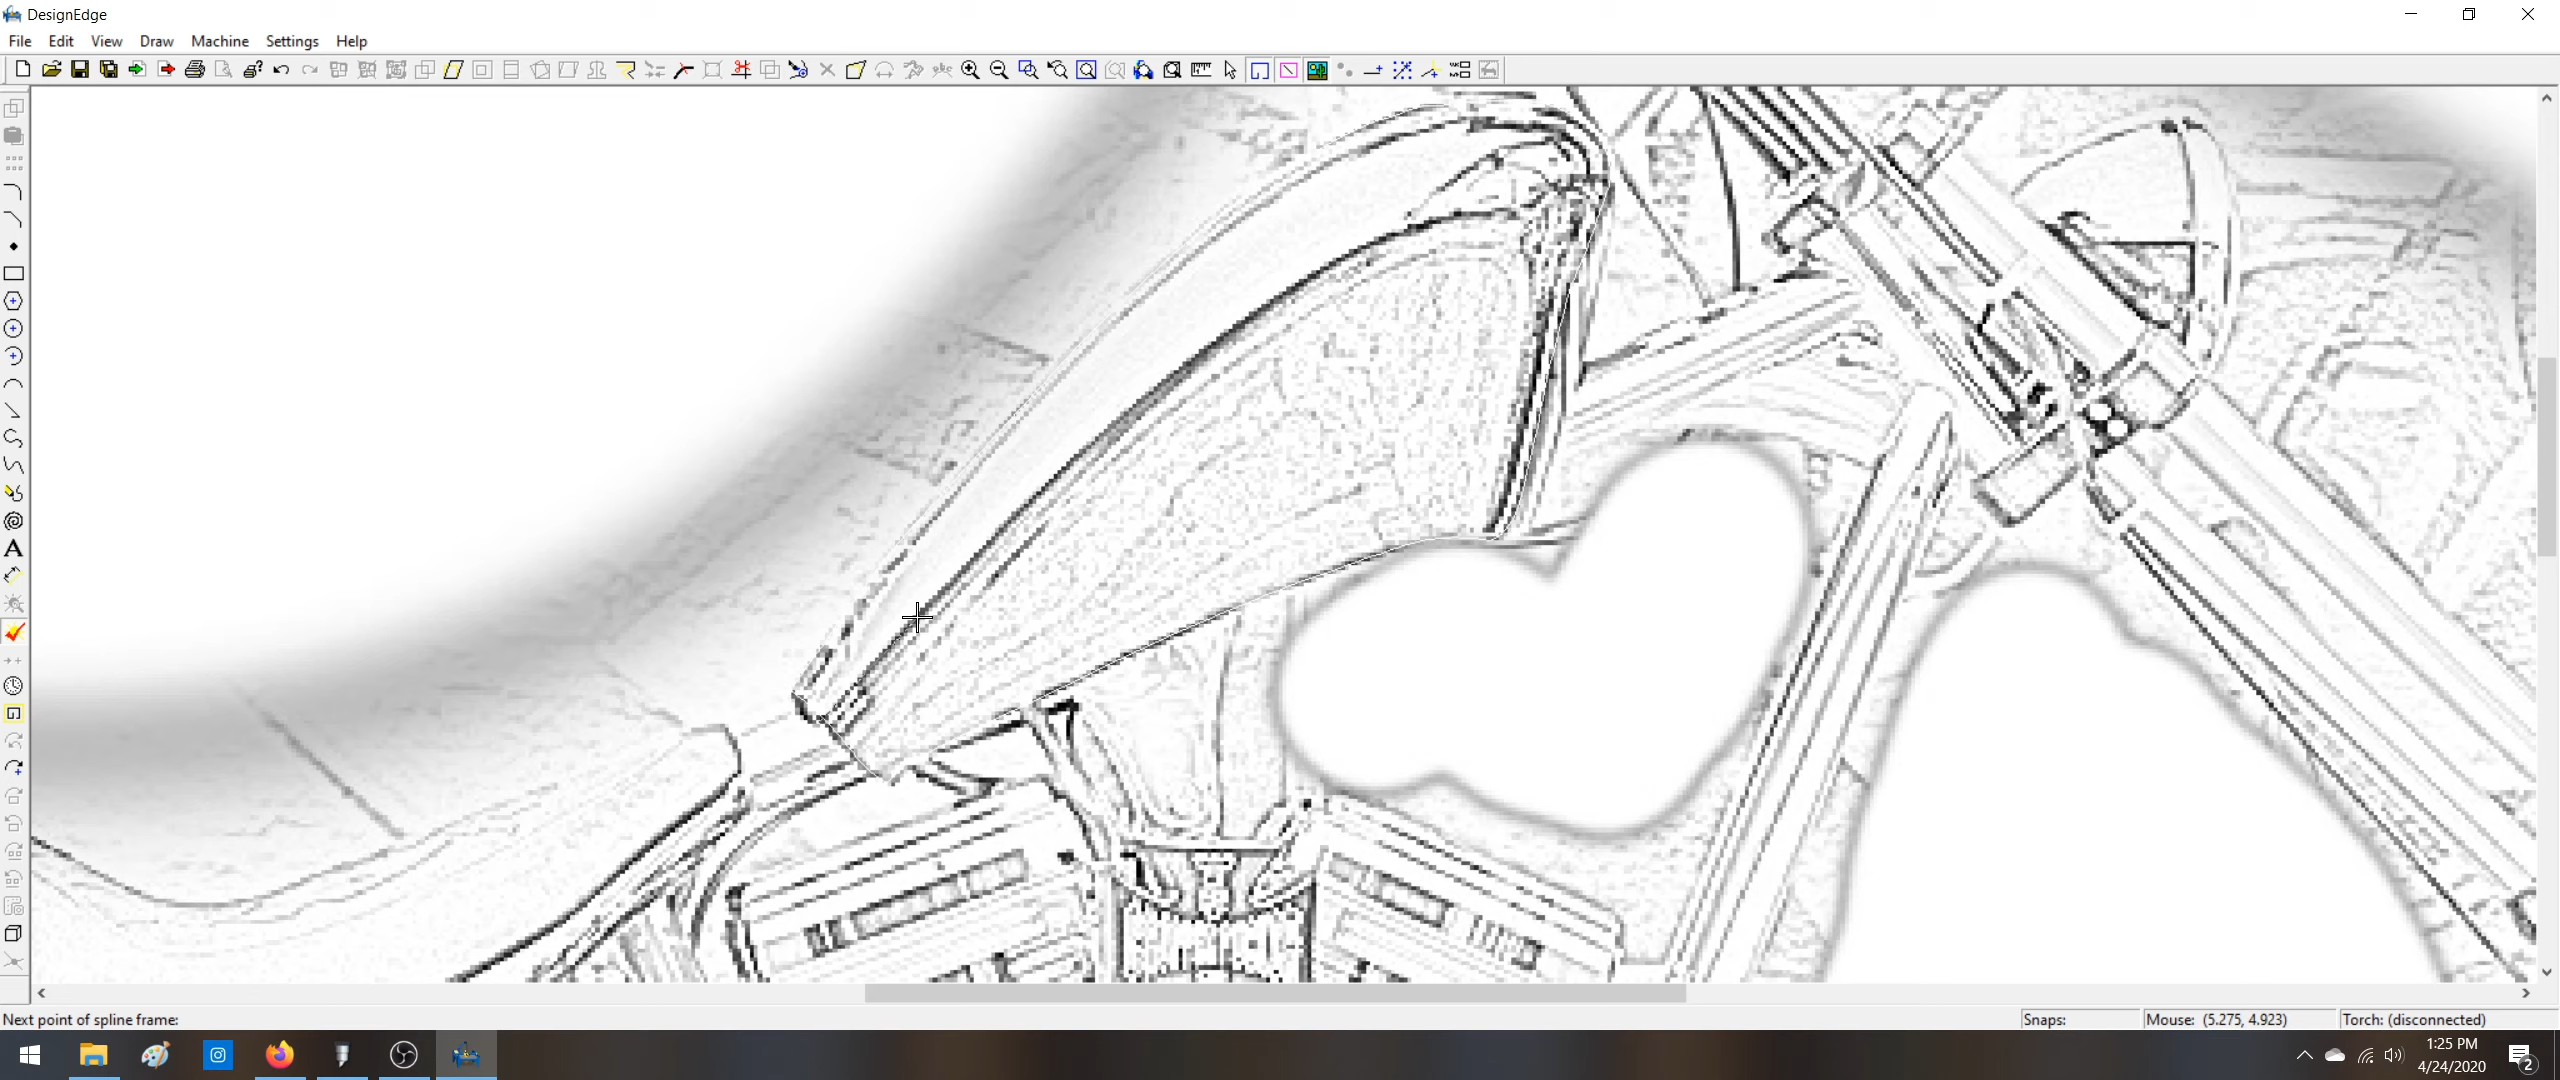 DesignEdge
File Edit View Draw Machine Settings Help
A
Next point of spline frame:
Snaps:
Mouse: (5.275, 4.923)
Torch: (disconnected)
1:25 PM
4/24/2020
2